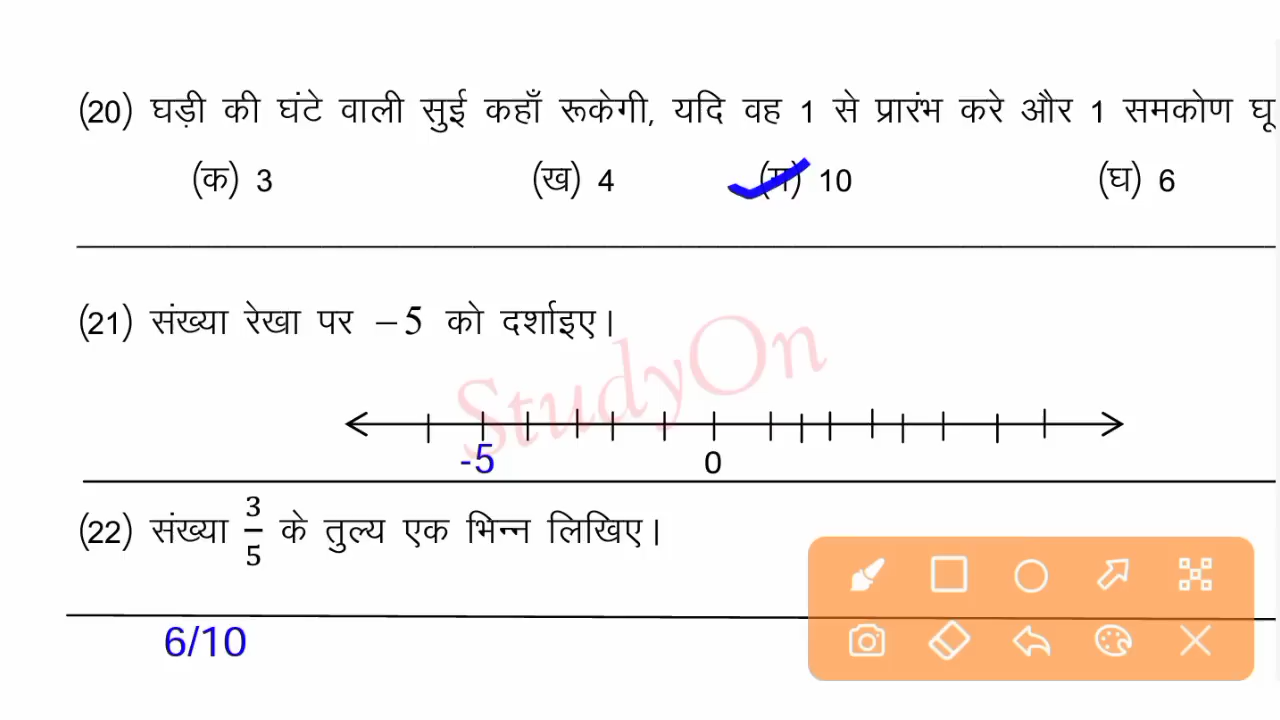 (20) घड़ी की घंटे वाली सुई कहाँ रूकेगी, यदि वह 1 से प्रारंभ करे और 1 समकोण घू
(क) 3 (ख) 4 (ग) 10 (घ) 6
(21) संख्या रेखा पर −5 को दर्शाइए।
StudyOn
-5 0
(22) संख्या 3/5 के तुल्य एक भिन्न लिखिए।
6/10